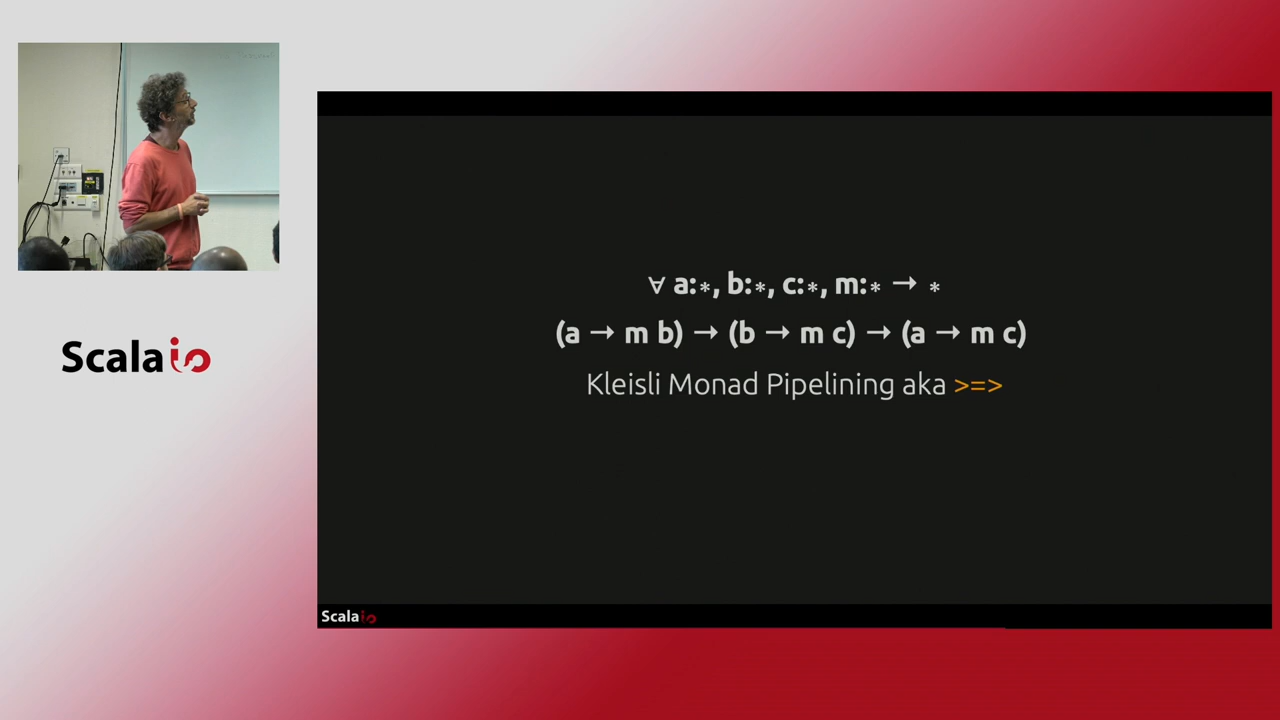 ∀ a:*, b:*, c:*, m:* → *
(a → m b) → (b → m c) → (a → m c)
Kleisli Monad Pipelining aka >=>
Scala io
Scala io